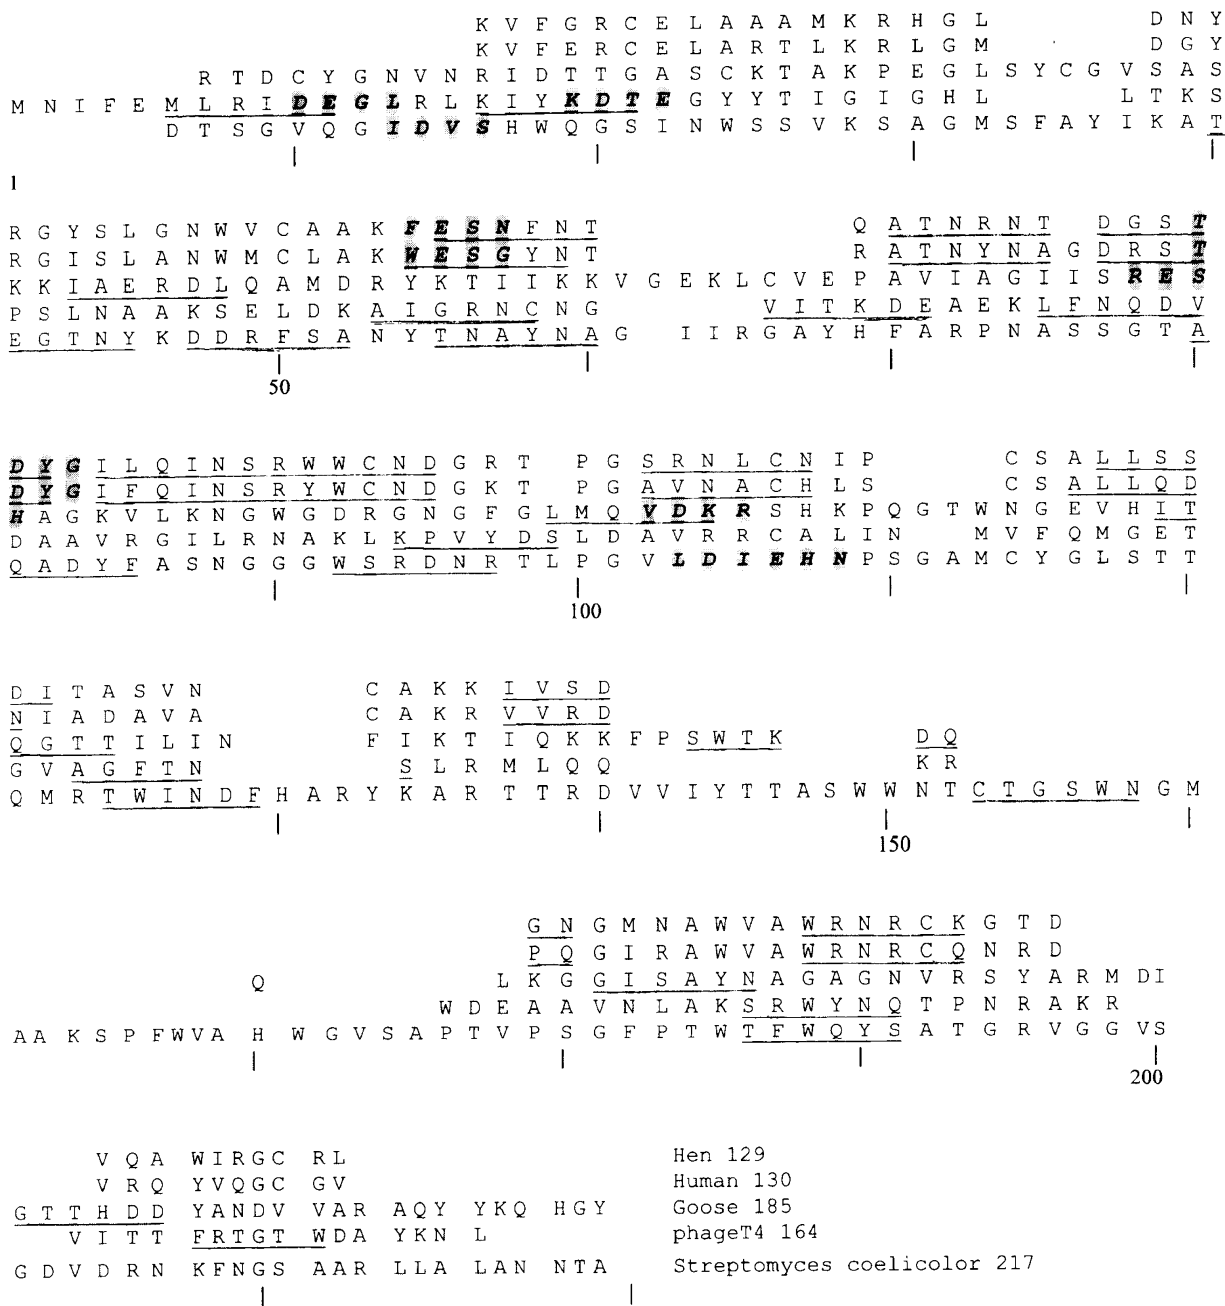 K V F G R C E L A A A M K R H G L D N Y
K V F E R C E L A R T L K R L G M D G Y
R T D C Y G N V N R I D T T G A S C K T A K P E G L S Y C G V S A S
M N I F E M L R I D E G L R L K I Y K D T E G Y Y T I G I G H L L T K S
D T S G V Q G I D V S H W Q G S I N W S S V K S A G M S F A Y I K A T
1
R G Y S L G N W V C A A K F E S N F N T Q A T N R N T D G S T
R G I S L A N W M C L A K W E S G Y N T R A T N Y N A G D R S T
K K I A E R D L Q A M D R Y K T I I K K V G E K L C V E P A V I A G I I S R E S
P S L N A A K S E L D K A I G R N C N G V I T K D E A E K L F N Q D V
E G T N Y K D D R F S A N Y T N A Y N A G I I R G A Y H F A R P N A S S G T A
50
D Y G I L Q I N S R W W C N D G R T P G S R N L C N I P C S A L L S S
D Y G I F Q I N S R Y W C N D G K T P G A V N A C H L S C S A L L Q D
H A G K V L K N G W G D R G N G F G L M Q V D K R S H K P Q G T W N G E V H I T
D A A V R G I L R N A K L K P V Y D S L D A V R R C A L I N M V F Q M G E T
Q A D Y F A S N G G G W S R D N R T L P G V L D I E H N P S G A M C Y G L S T T
100
D I T A S V N C A K K I V S D
N I A D A V A C A K R V V R D
Q G T T I L I N F I K T I Q K K F P S W T K D Q
G V A G F T N S L R M L Q Q K R
Q M R T W I N D F H A R Y K A R T T R D V V I Y T T A S W W N T C T G S W N G M
150
G N G M N A W V A W R N R C K G T D
P Q G I R A W V A W R N R C Q N R D
Q L K G G I S A Y N A G A G N V R S Y A R M D I
W D E A A V N L A K S R W Y N Q T P N R A K R
A A K S P F W V A H W G V S A P T V P S G F P T W T F W Q Y S A T G R V G G V S
200
V Q A W I R G C R L Hen 129
V R Q Y V Q G C G V Human 130
G T T H D D Y A N D V V A R A Q Y Y K Q H G Y Goose 185
V I T T F R T G T W D A Y K N L phageT4 164
G D V D R N K F N G S A A R L L A L A N N T A Streptomyces coelicolor 217